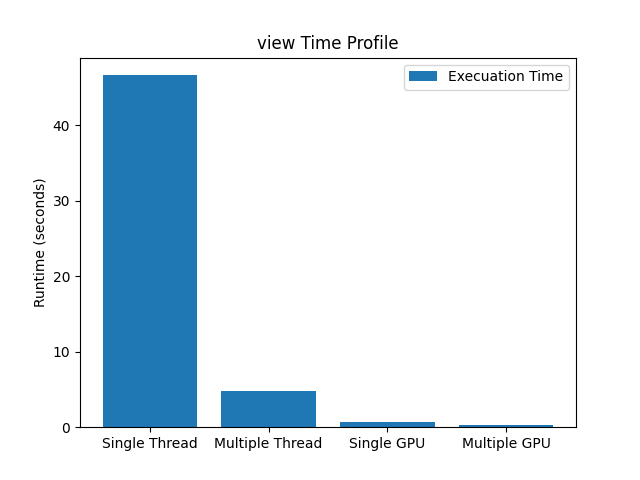 view Time Profile
Execuation Time
Runtime (seconds)
40
30
20
10
0
Single Thread
Multiple Thread
Single GPU
Multiple GPU